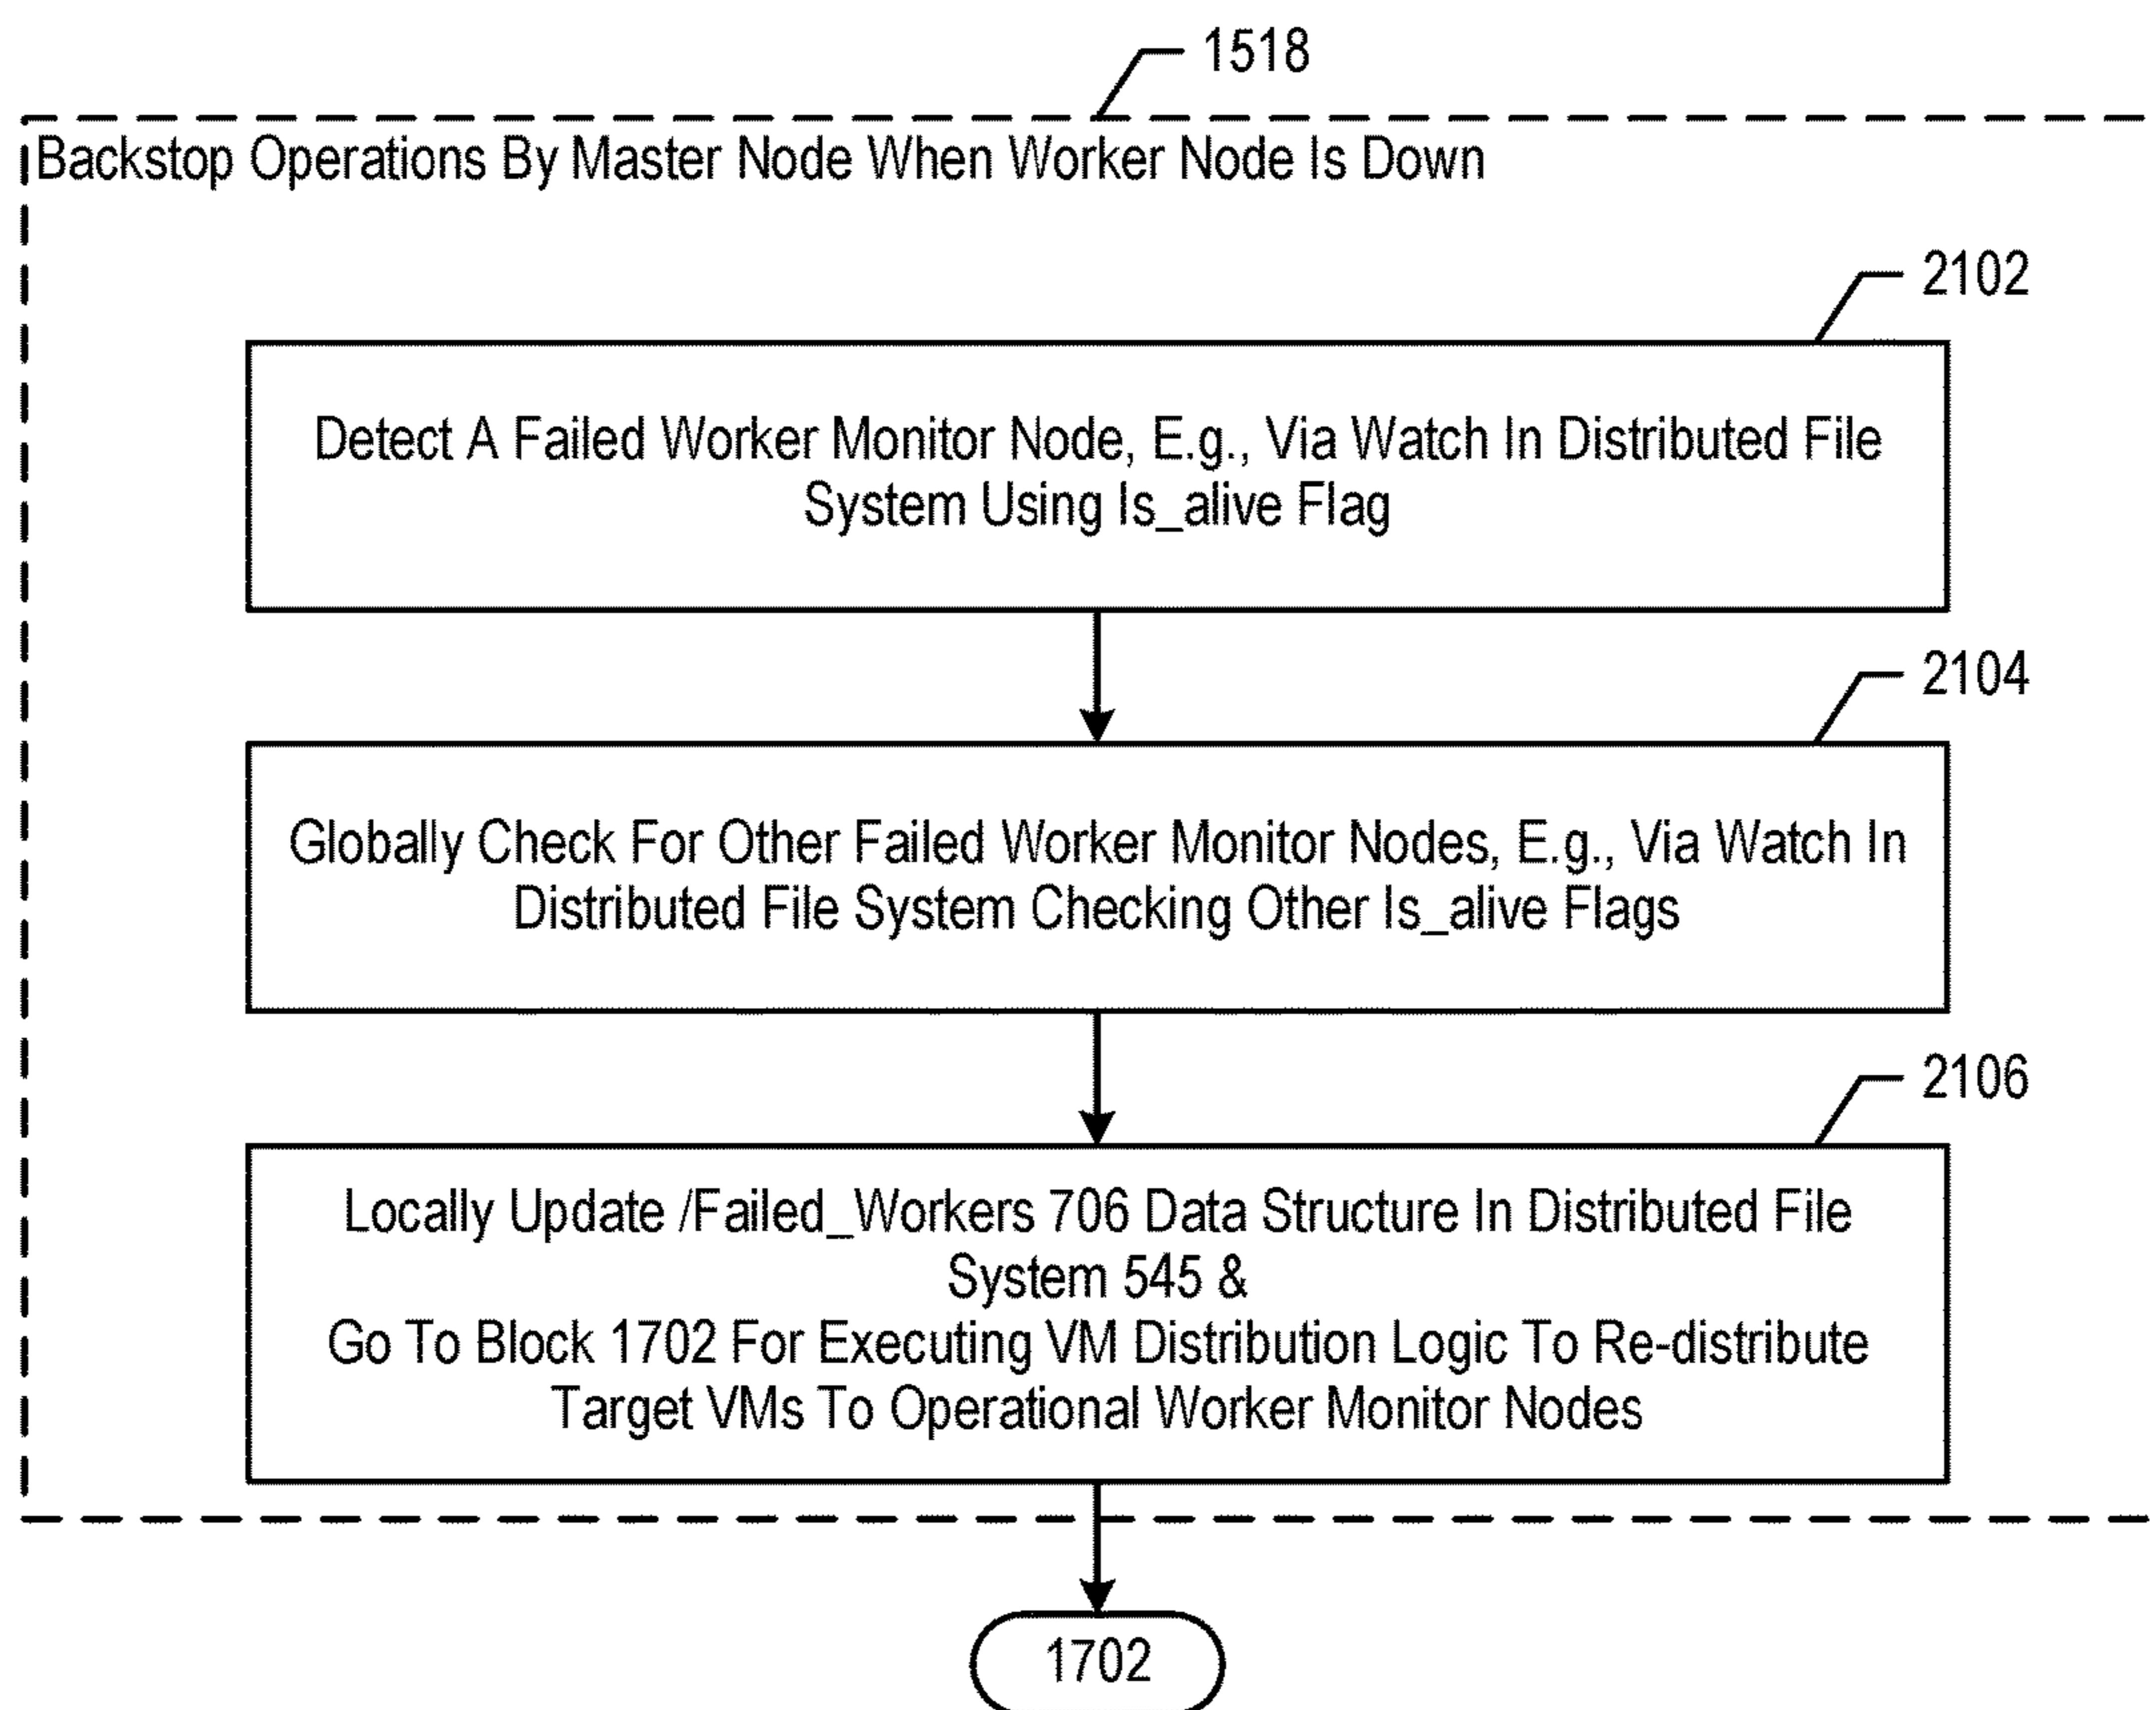 1518
Backstop Operations By Master Node When Worker Node Is Down
2102
Detect A Failed Worker Monitor Node, E.g., Via Watch In Distributed File
System Using Is_alive Flag
2104
Globally Check For Other Failed Worker Monitor Nodes, E.g., Via Watch In
Distributed File System Checking Other Is_alive Flags
2106
Locally Update /Failed_Workers 706 Data Structure In Distributed File
System 545 &
Go To Block 1702 For Executing VM Distribution Logic To Re-distribute
Target VMs To Operational Worker Monitor Nodes
1702